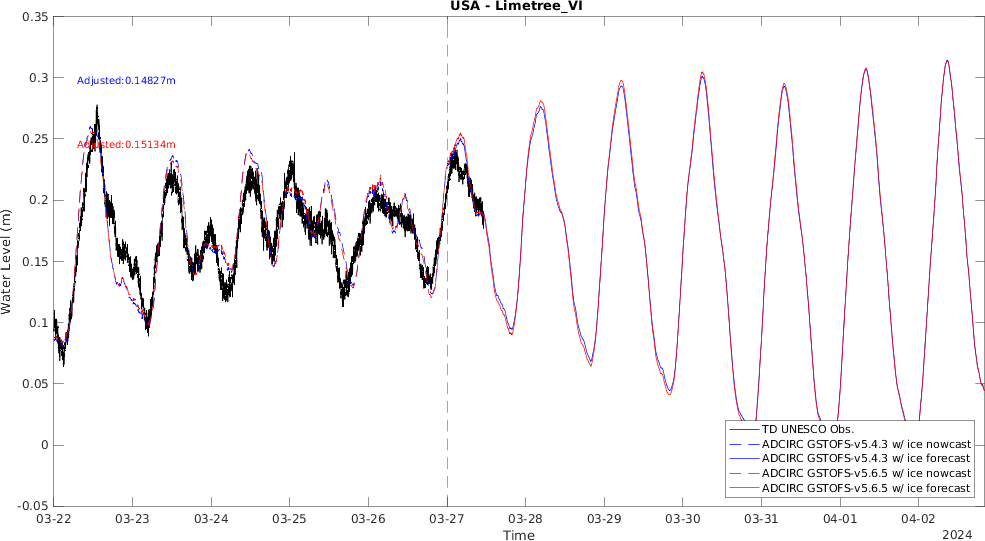 USA - Limetree_VI
0.35
0.3
0.25
0.2
0.15
0.1
0.05
0
-0.05
Water Level (m)
Adjusted:0.14827m
Adjusted:0.15134m
TD UNESCO Obs.
ADCIRC GSTOFS-v5.4.3 w/ ice nowcast
ADCIRC GSTOFS-v5.4.3 w/ ice forecast
ADCIRC GSTOFS-v5.6.5 w/ ice nowcast
ADCIRC GSTOFS-v5.6.5 w/ ice forecast
03-22 03-23 03-24 03-25 03-26 03-27 03-28 03-29 03-30 03-31 04-01 04-02
Time
2024